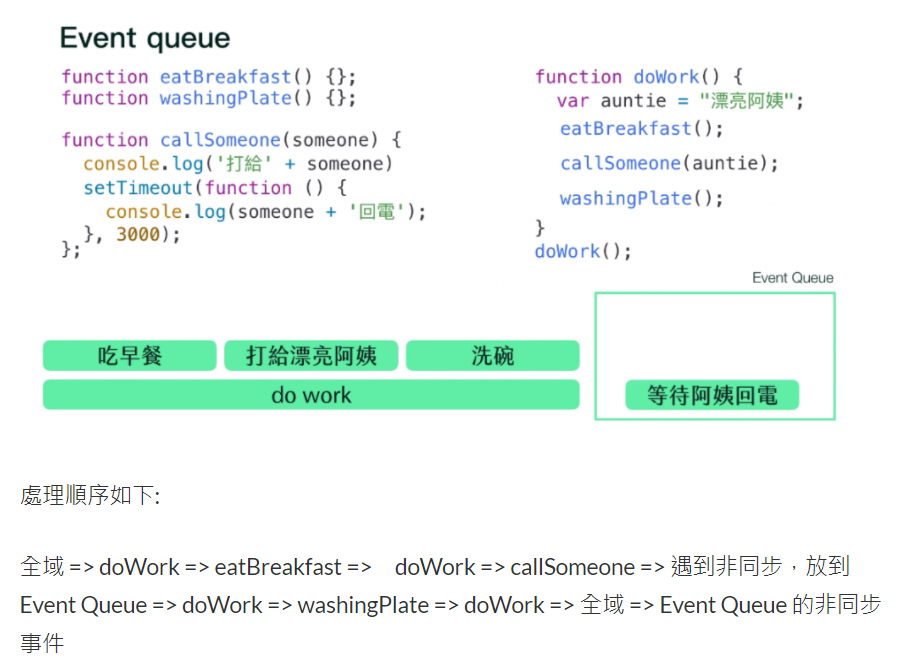 Event queue
function eatBreakfast() {};
function washingPlate() {};
function callSomeone(someone) {
console.log('打給' + someone)
setTimeout(function () {
console.log(someone + '回電');
}, 3000);
};
function doWork() {
var auntie = "漂亮阿姨";
eatBreakfast();
callSomeone(auntie);
washingPlate();
}
doWork();
Event Queue
吃早餐
打給漂亮阿姨
洗碗
do work
等待阿姨回電
處理順序如下:
全域 => doWork => eatBreakfast => doWork => callSomeone => 遇到非同步，放到
Event Queue => doWork => washingPlate => doWork => 全域 => Event Queue 的非同步
事件